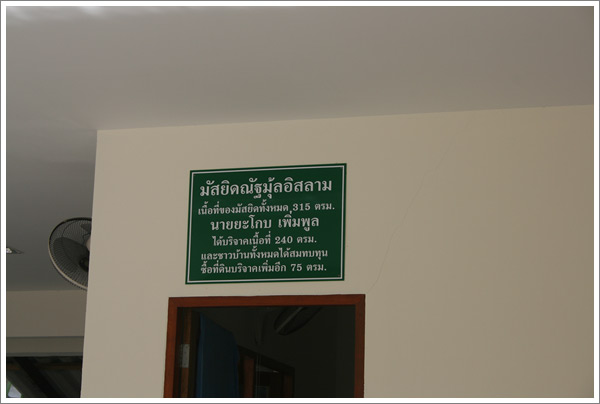 มัสยิดณัฐมุ้ลอิสลาม
เนื้อที่ของมัสยิดทั้งหมด 315 ตรม.
นายยะโกบ เพิ่มพูล
ได้บริจาคเนื้อที่ 240 ตรม.
และชาวบ้านทั้งหมดได้สมทบทุน
ซื้อที่ดินบริจาคเพิ่มอีก 75 ตรม.